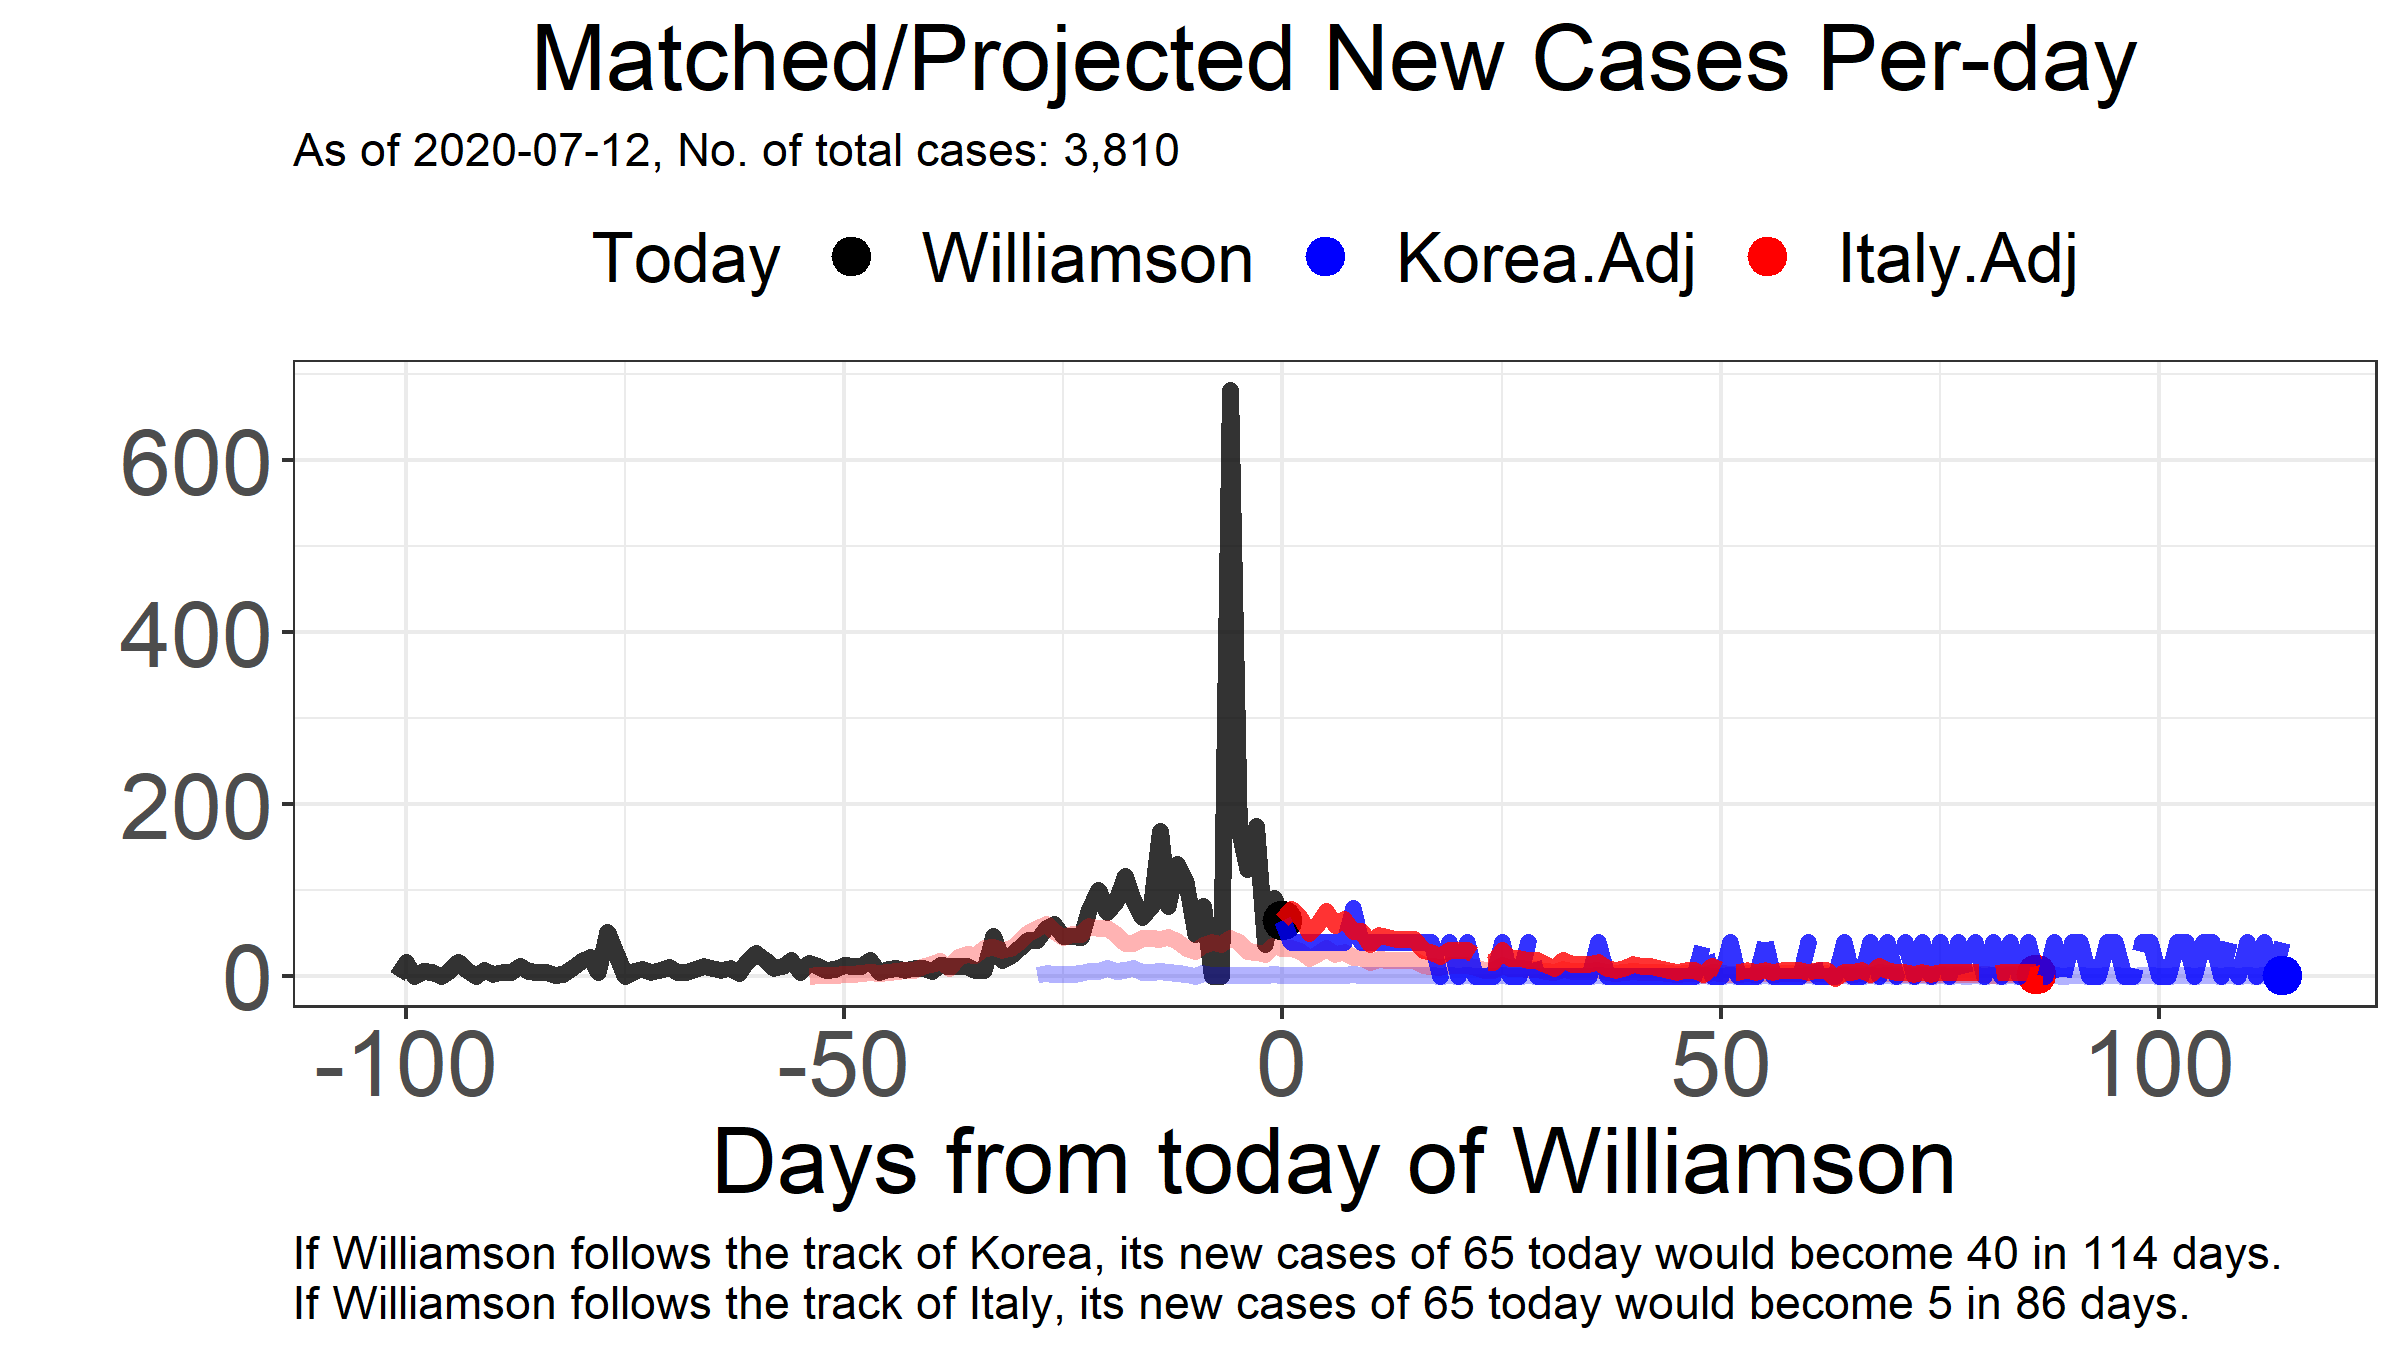 Matched/Projected New Cases Per-day
As of 2020-07-12, No. of total cases: 3,810
Today Williamson Korea.Adj Italy.Adj
600
400
200
0
-100 -50 0 50 100
Days from today of Williamson
If Williamson follows the track of Korea, its new cases of 65 today would become 40 in 114 days.
If Williamson follows the track of Italy, its new cases of 65 today would become 5 in 86 days.